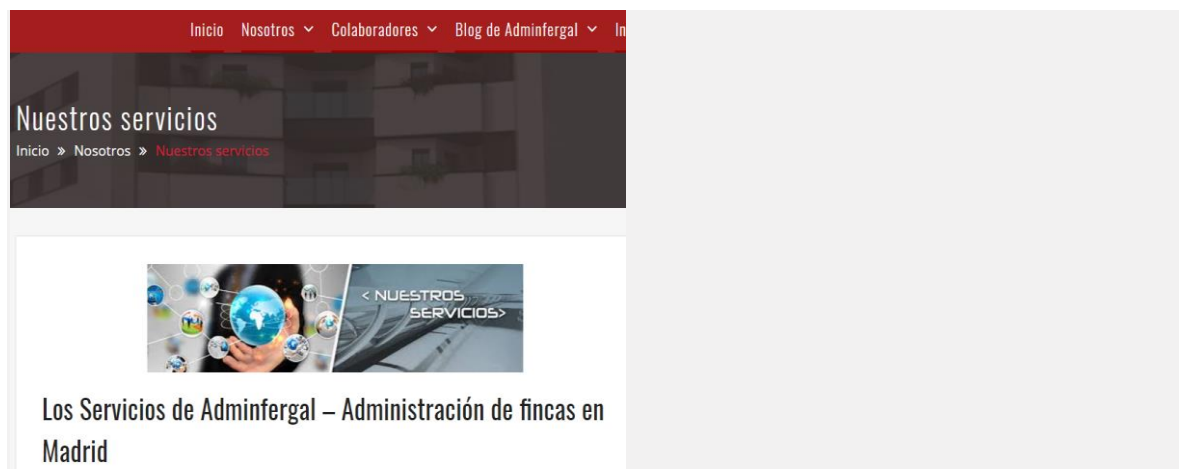 Inicio Nosotros Colaboradores Blog de Adminfergal In
Nuestros servicios
Inicio » Nosotros » Nuestros servicios
< NUESTROS
SERVICIOS>
Los Servicios de Adminfergal – Administración de fincas en
Madrid